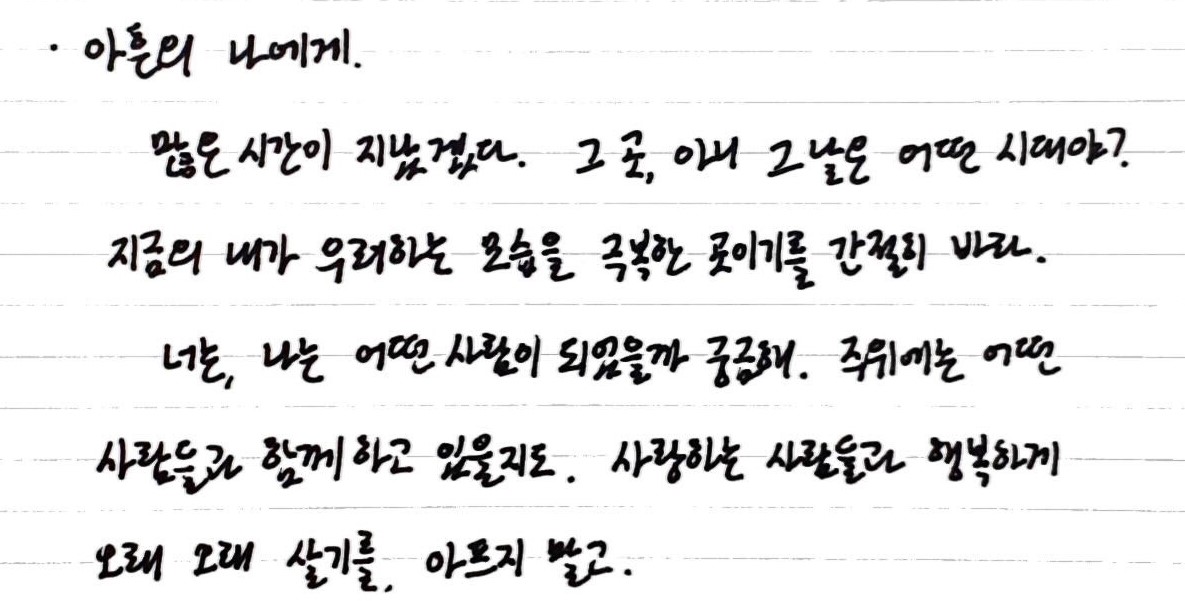 · 아흔의 나에게.
많은 시간이 지났겠다. 그 곳, 아니 그 날은 어떤 시대야?
지금의 내가 우려하는 모습을 극복한 곳이기를 간절히 바라.
너는, 나는 어떤 사람이 되었을까 궁금해. 주위에는 어떤
사람들과 함께 하고 있을지도. 사랑하는 사람들과 행복하게
오래 오래 살기를. 아프지 말고.